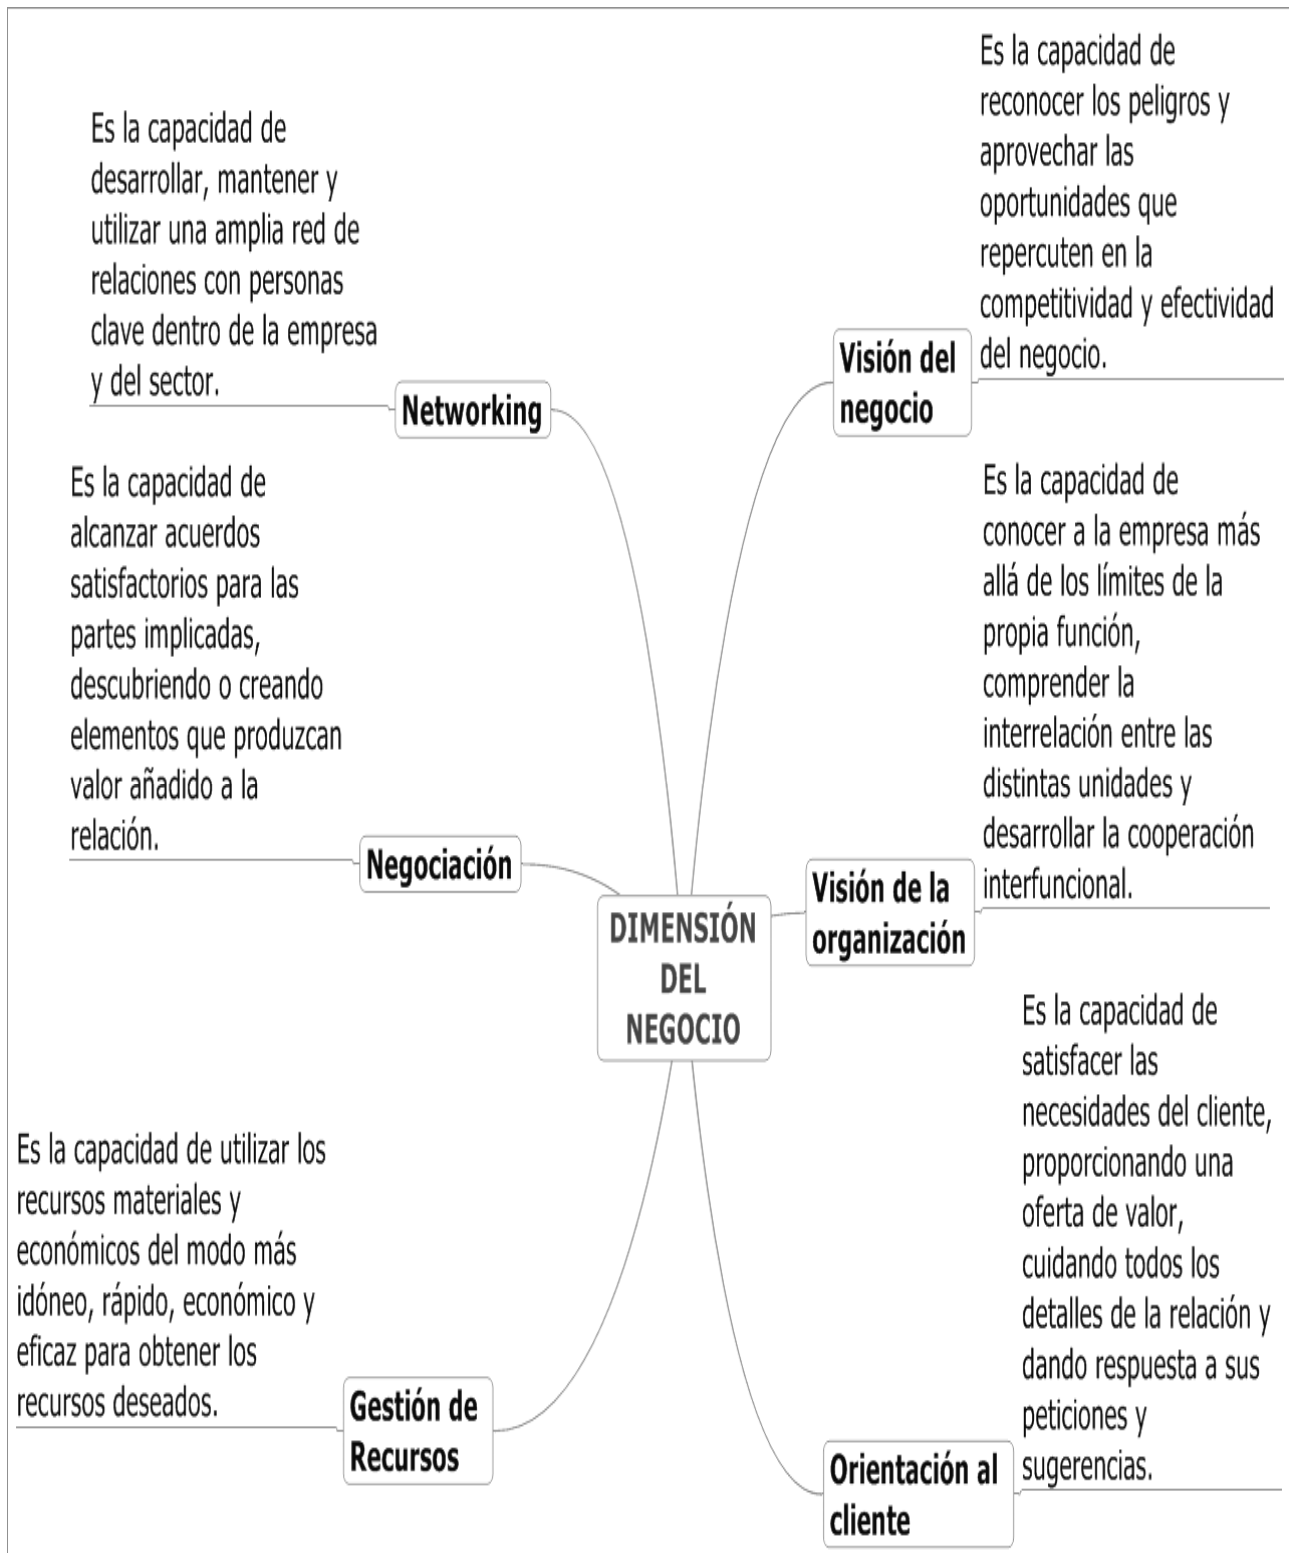 DIMENSIÓN
DEL
NEGOCIO
Visión del
negocio
Es la capacidad de
reconocer los peligros y
aprovechar las
oportunidades que
repercuten en la
competitividad y efectividad
del negocio.
Visión de la
organización
Es la capacidad de
conocer a la empresa más
allá de los límites de la
propia función,
comprender la
interrelación entre las
distintas unidades y
desarrollar la cooperación
interfuncional.
Orientación al
cliente
Es la capacidad de
satisfacer las
necesidades del cliente,
proporcionando una
oferta de valor,
cuidando todos los
detalles de la relación y
dando respuesta a sus
peticiones y
sugerencias.
Gestión de
Recursos
Es la capacidad de utilizar los
recursos materiales y
económicos del modo más
idóneo, rápido, económico y
eficaz para obtener los
recursos deseados.
Negociación
Es la capacidad de
alcanzar acuerdos
satisfactorios para las
partes implicadas,
descubriendo o creando
elementos que produzcan
valor añadido a la
relación.
Networking
Es la capacidad de
desarrollar, mantener y
utilizar una amplia red de
relaciones con personas
clave dentro de la empresa
y del sector.